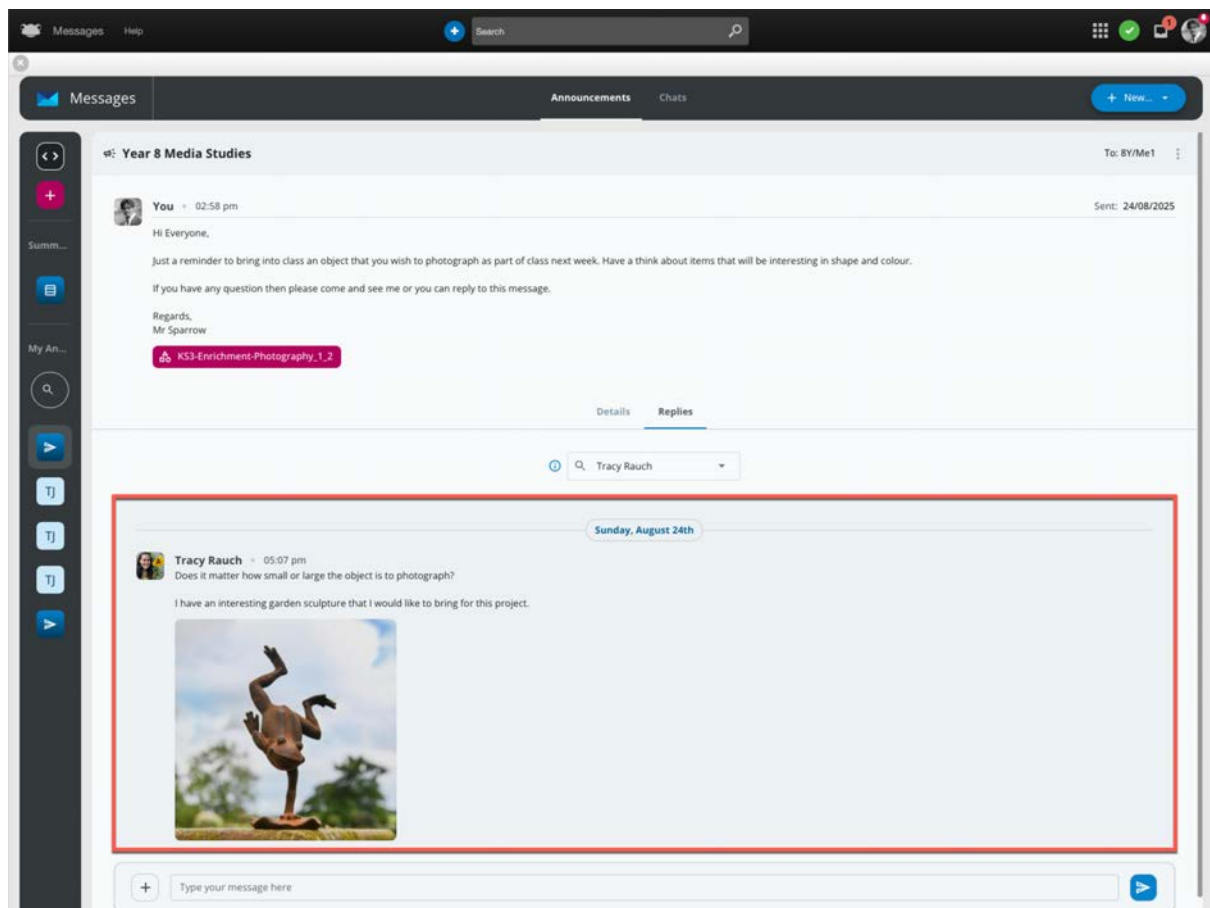 Messages Help Search 1
Messages Announcements Chats + New...
Year 8 Media Studies To: 8Y/Me1
You • 02:58 pm Sent: 24/08/2025
Hi Everyone,
Just a reminder to bring into class an object that you wish to photograph as part of class next week. Have a think about items that will be interesting in shape and colour.
If you have any question then please come and see me or you can reply to this message.
Regards,
Mr Sparrow
KS3-Enrichment-Photography_1_2
Summ...
My An...
TJ
TJ
TJ
Details Replies
Tracy Rauch
Sunday, August 24th
Tracy Rauch • 05:07 pm
Does it matter how small or large the object is to photograph?
I have an interesting garden sculpture that I would like to bring for this project.
Type your message here